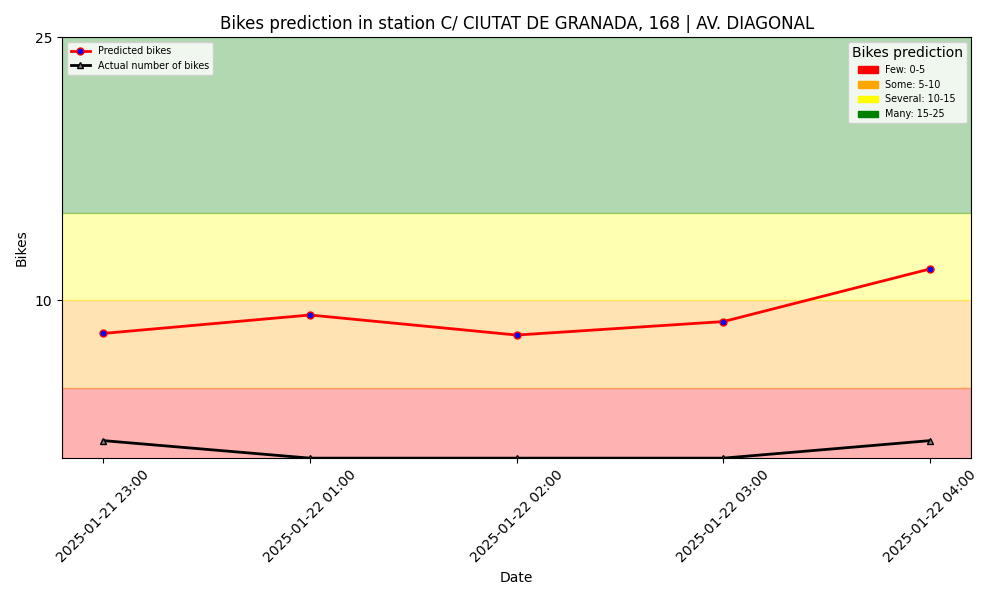 Bikes prediction in station C/ CIUTAT DE GRANADA, 168 | AV. DIAGONAL
25
10
Bikes
Predicted bikes
Actual number of bikes
Bikes prediction
Few: 0-5
Some: 5-10
Several: 10-15
Many: 15-25
2025-01-21 23:00
2025-01-22 01:00
2025-01-22 02:00
2025-01-22 03:00
2025-01-22 04:00
Date